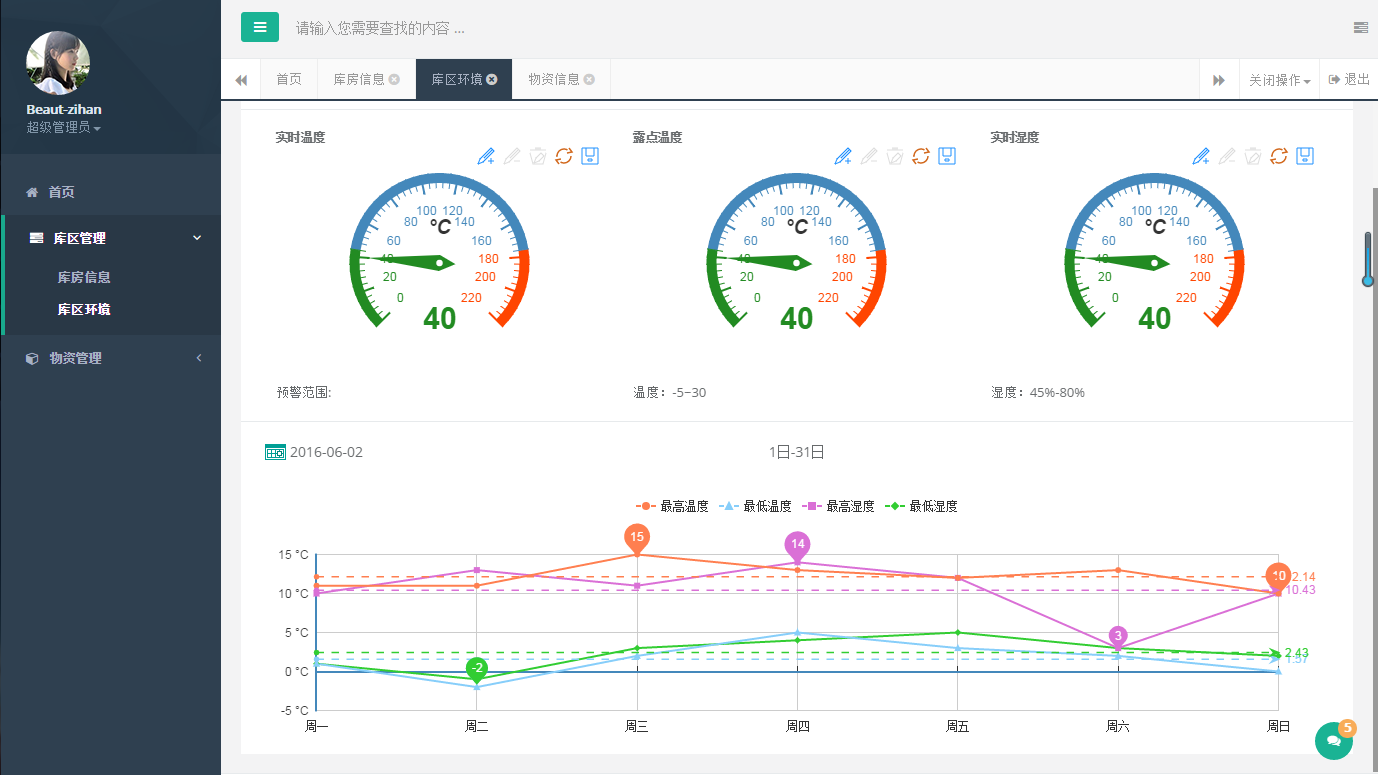 Beaut-zihan
超级管理员
首页
库区管理
库房信息
库区环境
物资管理
请输入您需要查找的内容 ...
首页
库房信息
库区环境
物资信息
关闭操作
退出
实时温度
露点温度
实时湿度
0 20 40 60 80 100 120 140 160 180 200 220
°C
40
0 20 40 60 80 100 120 140 160 180 200 220
°C
40
0 20 40 60 80 100 120 140 160 180 200 220
°C
40
预警范围:
温度：-5~30
湿度：45%-80%
2016-06-02
1日-31日
最高温度 最低温度 最高湿度 最低湿度
15 °C
10 °C
5 °C
0 °C
-5 °C
15
14
10
3
-2
2.14
10.43
2.43
1.57
周一 周二 周三 周四 周五 周六 周日
5